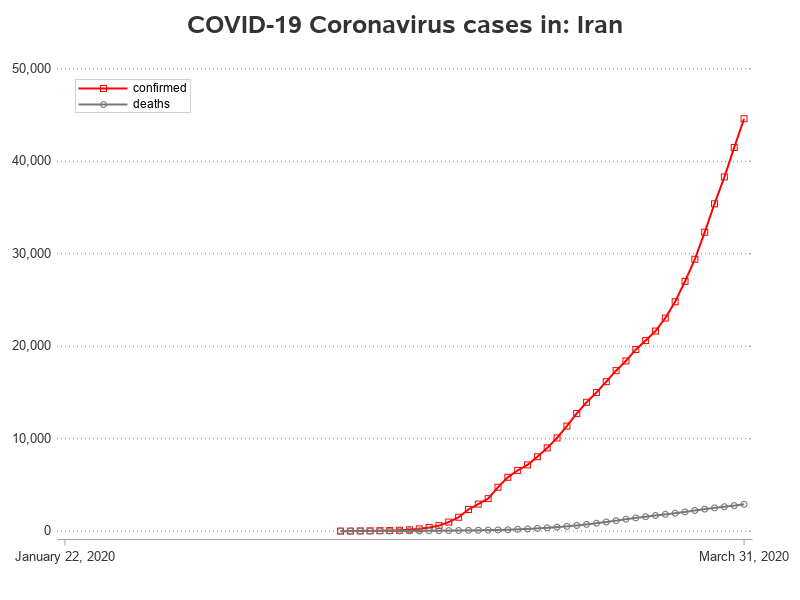 COVID-19 Coronavirus cases in: Iran
50,000
confirmed
deaths
40,000
30,000
20,000
10,000
0
January 22, 2020
March 31, 2020